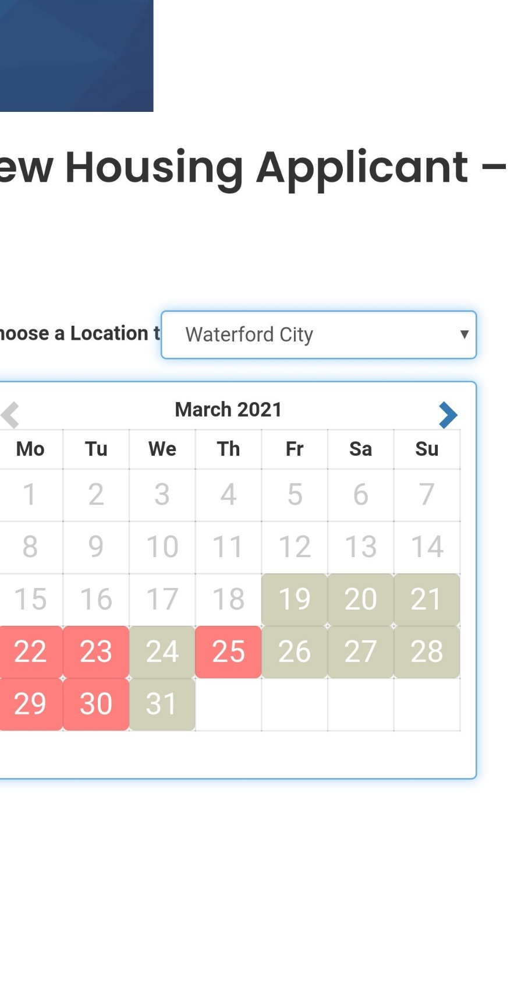 ew Housing Applicant –
hoose a Location t
Waterford City
March 2021
Mo Tu We Th Fr Sa Su
1 2 3 4 5 6 7
8 9 10 11 12 13 14
15 16 17 18 19 20 21
22 23 24 25 26 27 28
29 30 31